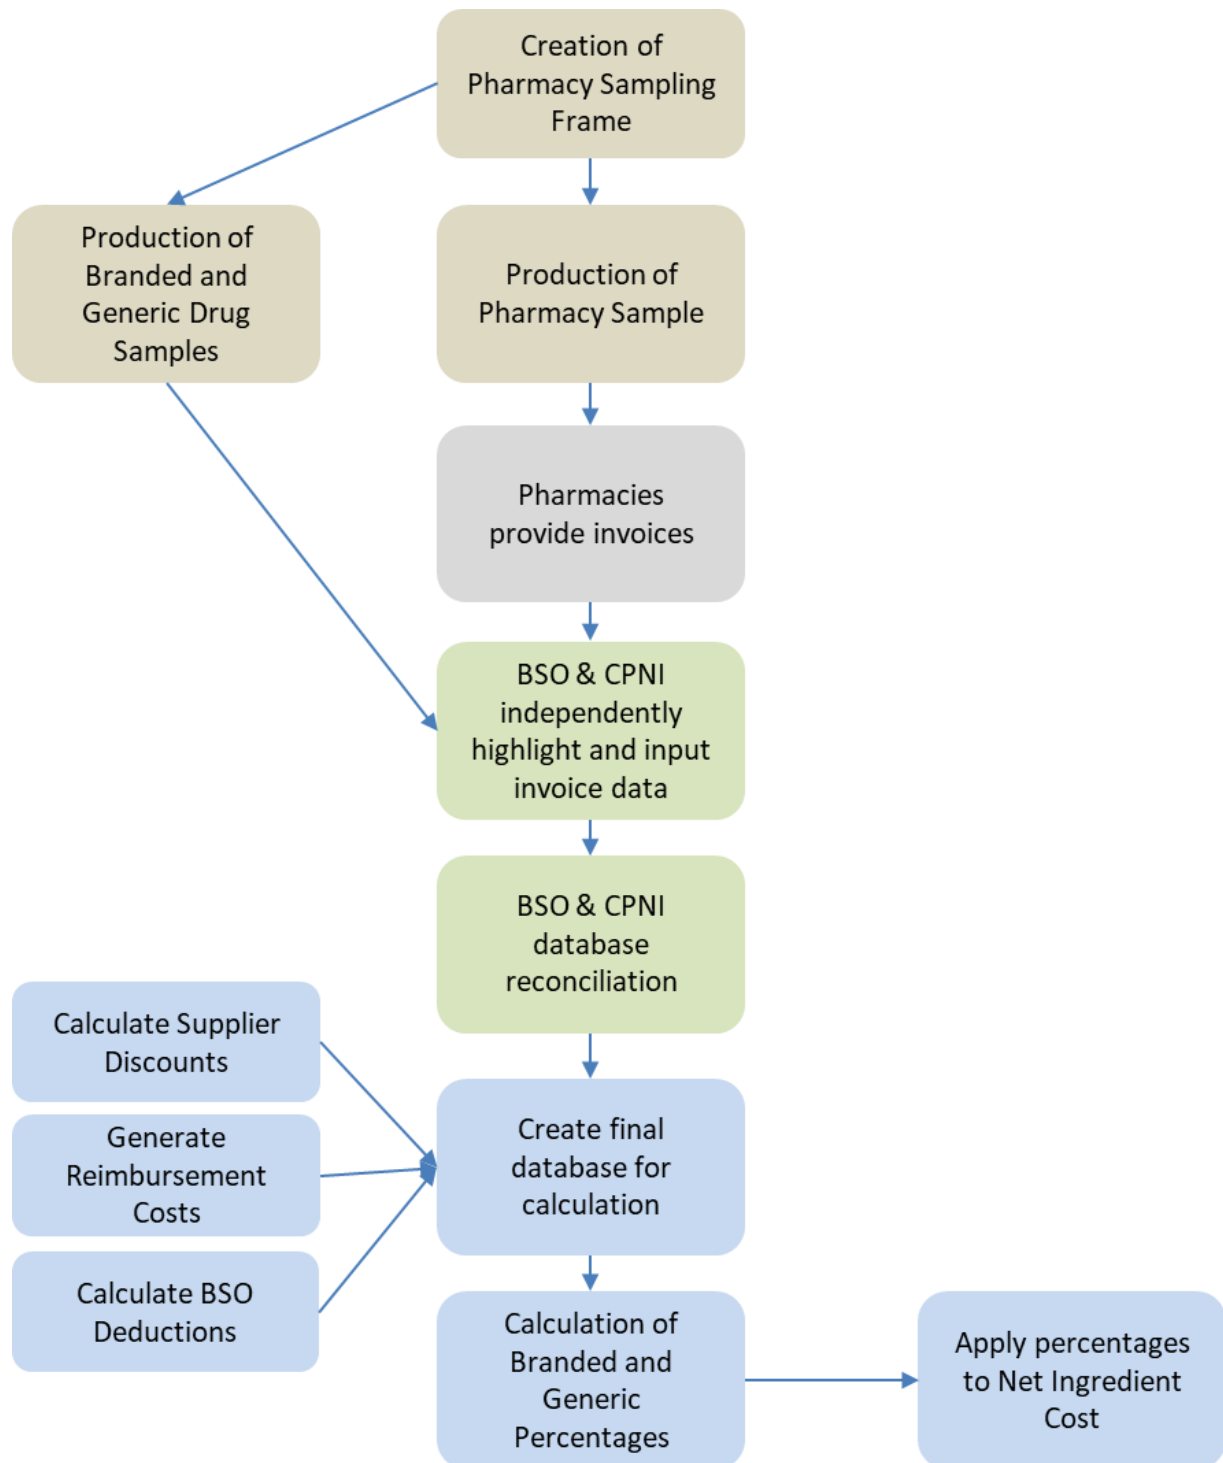 Creation of
Pharmacy Sampling
Frame
Production of
Branded and
Generic Drug
Samples
Production of
Pharmacy Sample
Pharmacies
provide invoices
BSO & CPNI
independently
highlight and input
invoice data
BSO & CPNI
database
reconciliation
Calculate Supplier
Discounts
Generate
Reimbursement
Costs
Calculate BSO
Deductions
Create final
database for
calculation
Calculation of
Branded and
Generic
Percentages
Apply percentages
to Net Ingredient
Cost